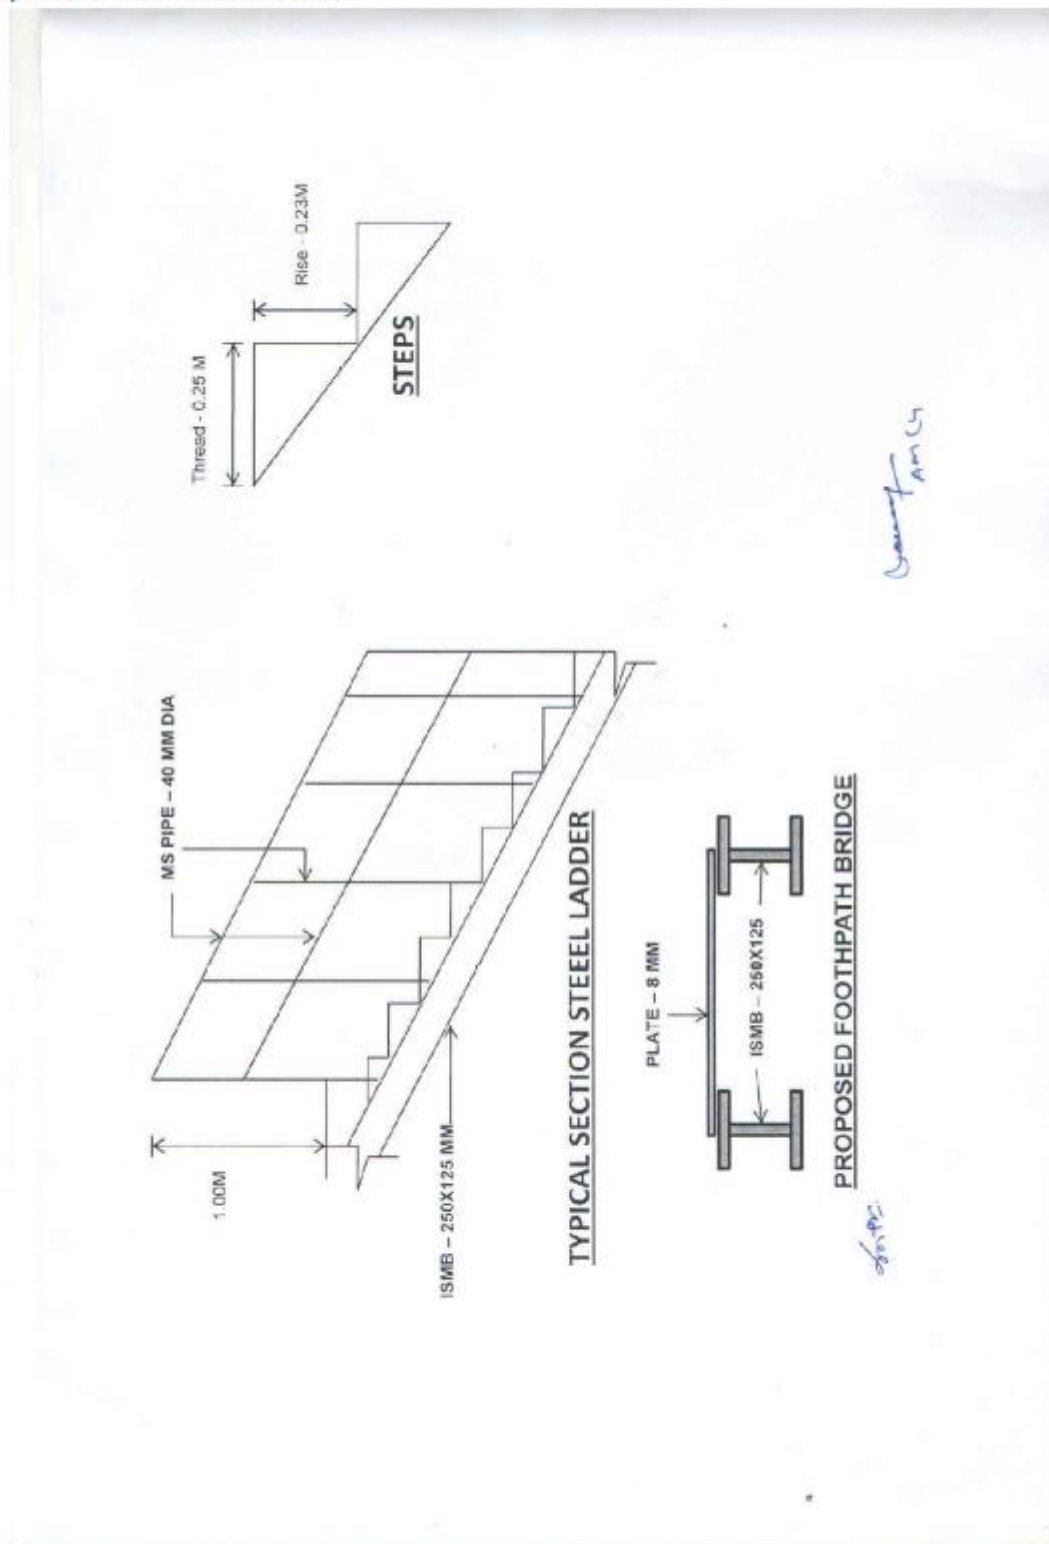 Thread - 0.25 M
Rise - 0.23M
STEPS
MS PIPE – 40 MM DIA
1.00M
ISMB – 250X125 MM
TYPICAL SECTION STEEEL LADDER
PLATE – 8 MM
ISMB – 250X125
PROPOSED FOOTHPATH BRIDGE